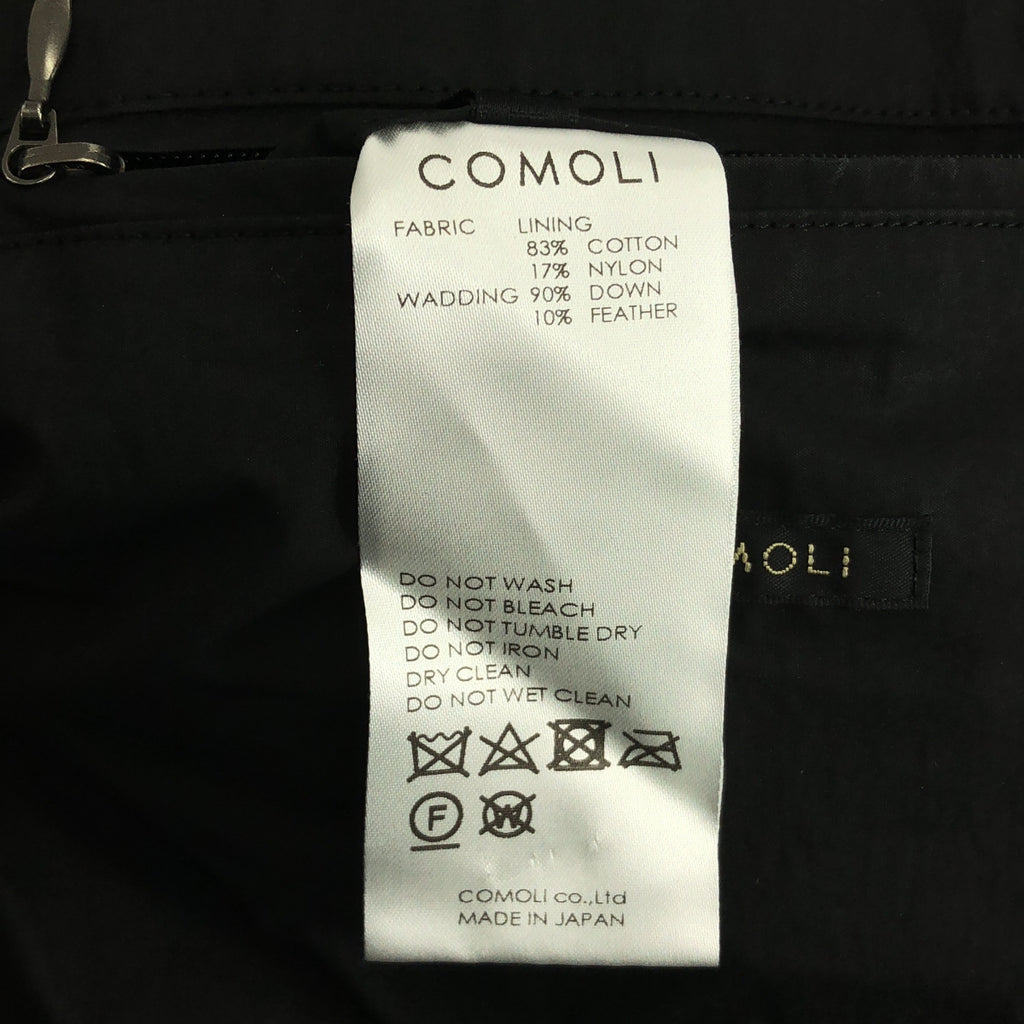 COMOLI
FABRIC LINING
83% COTTON
17% NYLON
WADDING 90% DOWN
10% FEATHER
MOLI
DO NOT WASH
DO NOT BLEACH
DO NOT TUMBLE DRY
DO NOT IRON
DRY CLEAN
DO NOT WET CLEAN
F W
COMOLI co.,Ltd
MADE IN JAPAN